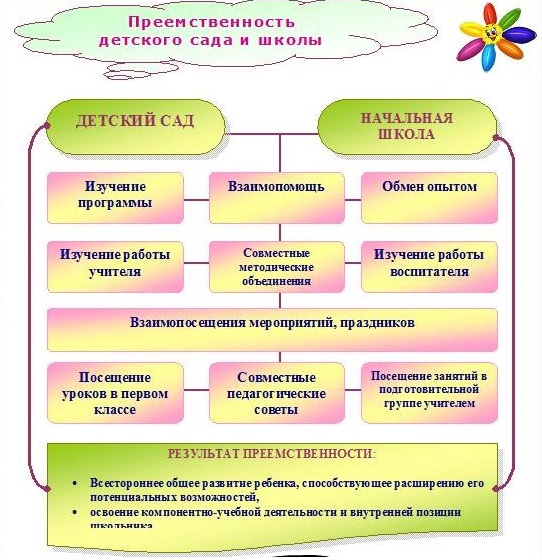 Преемственность
детского сада и школы
ДЕТСКИЙ САД
НАЧАЛЬНАЯ
ШКОЛА
Изучение
программы
Взаимопомощь
Обмен опытом
Изучение работы
учителя
Совместные
методические
объединения
Изучение работы
воспитателя
Взаимопосещения мероприятий, праздников
Посещение
уроков в первом
классе
Совместные
педагогические
советы
Посещение занятий в
подготовительной
группе учителем
РЕЗУЛЬТАТ ПРЕЕМСТВЕННОСТИ:
• Всестороннее общее развитие ребенка, способствующее расширению его
потенциальных возможностей,
• освоение компонентно-учебной деятельности и внутренней позиции
школьника